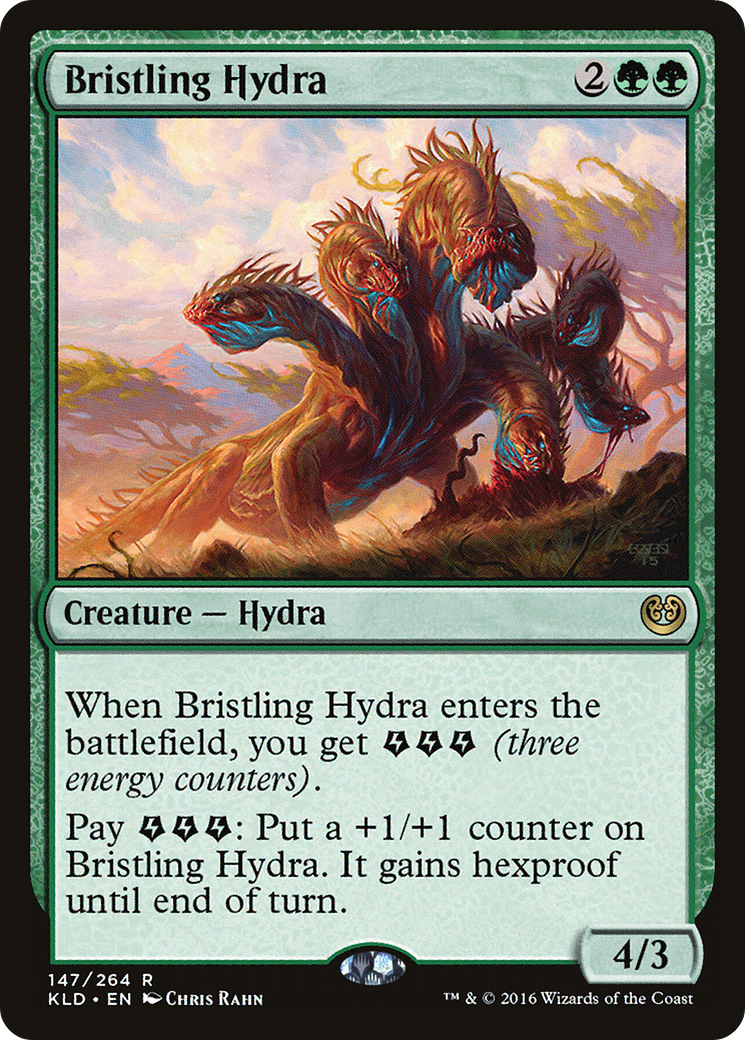 Bristling Hydra 2
Creature — Hydra
When Bristling Hydra enters the
battlefield, you get (three
energy counters).
Pay : Put a +1/+1 counter on
Bristling Hydra. It gains hexproof
until end of turn.
4/3
147/264 R
KLD • EN Chris Rahn
™ & © 2016 Wizards of the Coast